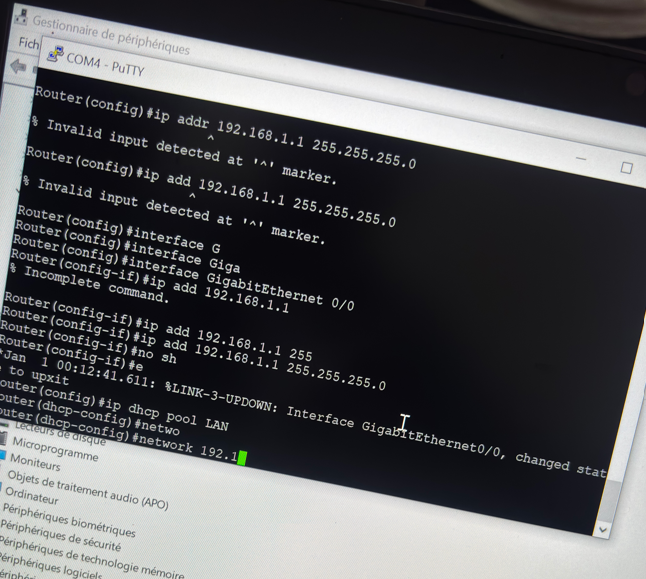 Gestionnaire de périphériques
Fich
COM4 - PuTTY
Router(config)#ip addr 192.168.1.1 255.255.255.0
^
% Invalid input detected at '^' marker.
Router(config)#ip add 192.168.1.1 255.255.255.0
^
% Invalid input detected at '^' marker.
Router(config)#interface G
Router(config)#interface Giga
Router(config)#interface GigabitEthernet 0/0
Router(config-if)#ip add 192.168.1.1
% Incomplete command.
Router(config-if)#ip add 192.168.1.1 255
Router(config-if)#ip add 192.168.1.1 255.255.255.0
Router(config-if)#no sh
Router(config-if)#e
*Jan 1 00:12:41.611: %LINK-3-UPDOWN: Interface GigabitEthernet0/0, changed stat
e to upxit
outer(config)#ip dhcp pool LAN
outer(dhcp-config)#netwo
outer(dhcp-config)#network 192.1
Lecteurs de disque
Microprogramme
Moniteurs
Objets de traitement audio (APO)
Ordinateur
Périphériques biométriques
Périphériques de sécurité
Périphériques de technologie mémoire
Périphériques logiciels